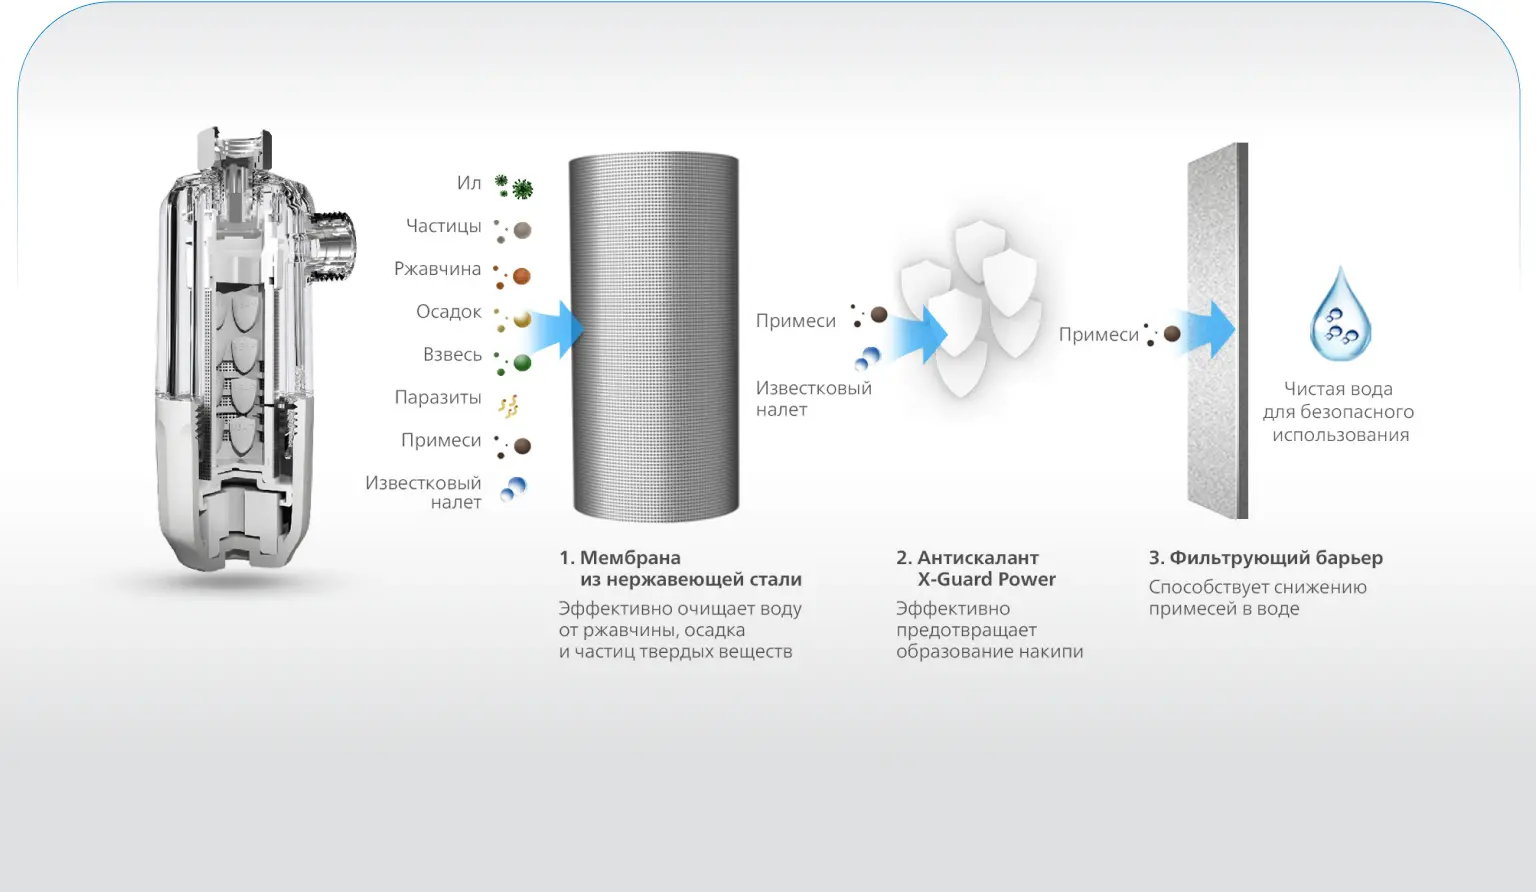 Ил
Частицы
Ржавчина
Осадок
Взвесь
Паразиты
Примеси
Известковый
налет
Примеси
Известковый
налет
Примеси
Чистая вода
для безопасного
использования
1. Мембрана
из нержавеющей стали
Эффективно очищает воду
от ржавчины, осадка
и частиц твердых веществ
2. Антискалант
X-Guard Power
Эффективно
предотвращает
образование накипи
3. Фильтрующий барьер
Способствует снижению
примесей в воде